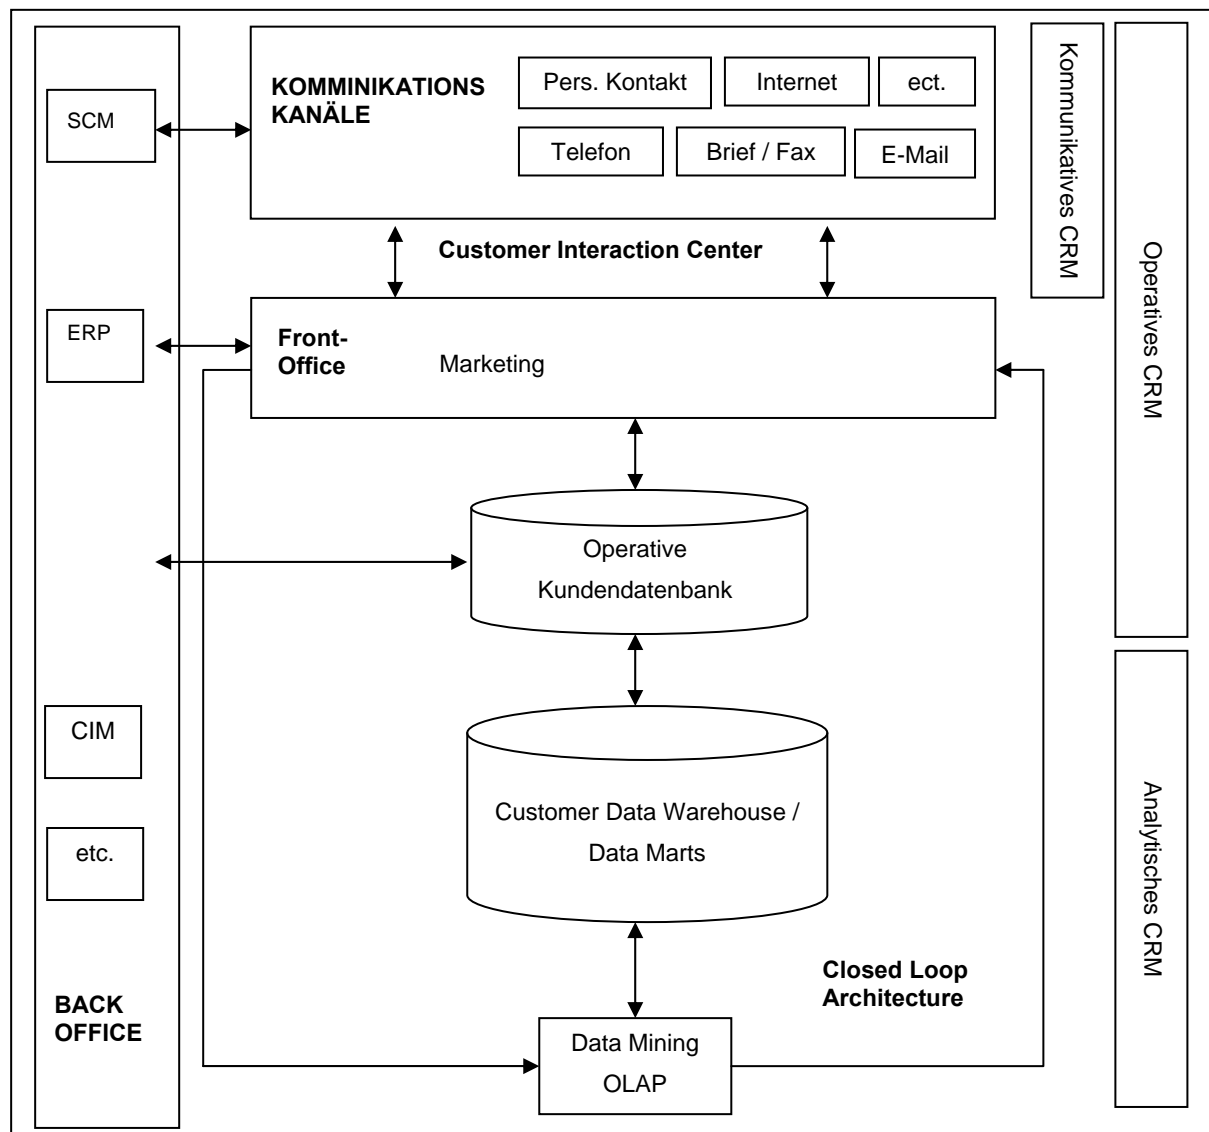 KOMMINIKATIONS
KANÄLE
Pers. Kontakt
Internet
ect.
Telefon
Brief / Fax
E-Mail
SCM
Customer Interaction Center
Kommunikatives CRM
Operatives CRM
ERP
Front-
Office
Marketing
Operative
Kundendatenbank
CIM
etc.
Customer Data Warehouse /
Data Marts
Analytisches CRM
Closed Loop
Architecture
BACK
OFFICE
Data Mining
OLAP